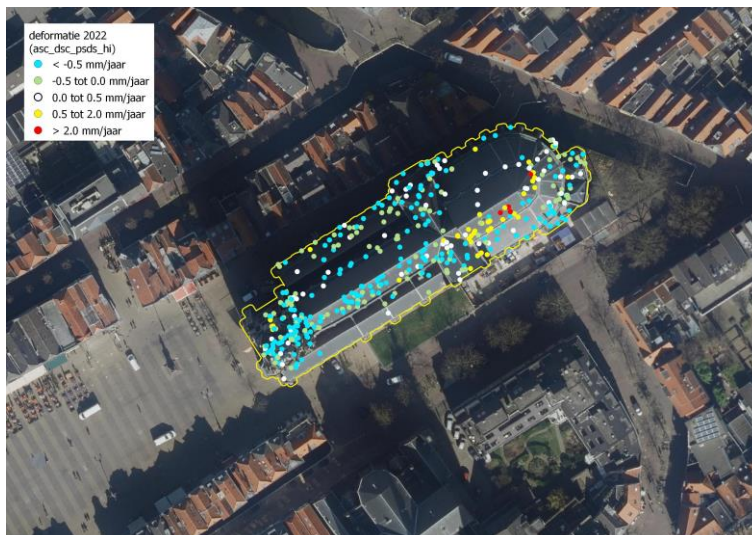 deformatie 2022
(asc_dsc_psds_hi)
< -0.5 mm/jaar
-0.5 tot 0.0 mm/jaar
0.0 tot 0.5 mm/jaar
0.5 tot 2.0 mm/jaar
> 2.0 mm/jaar